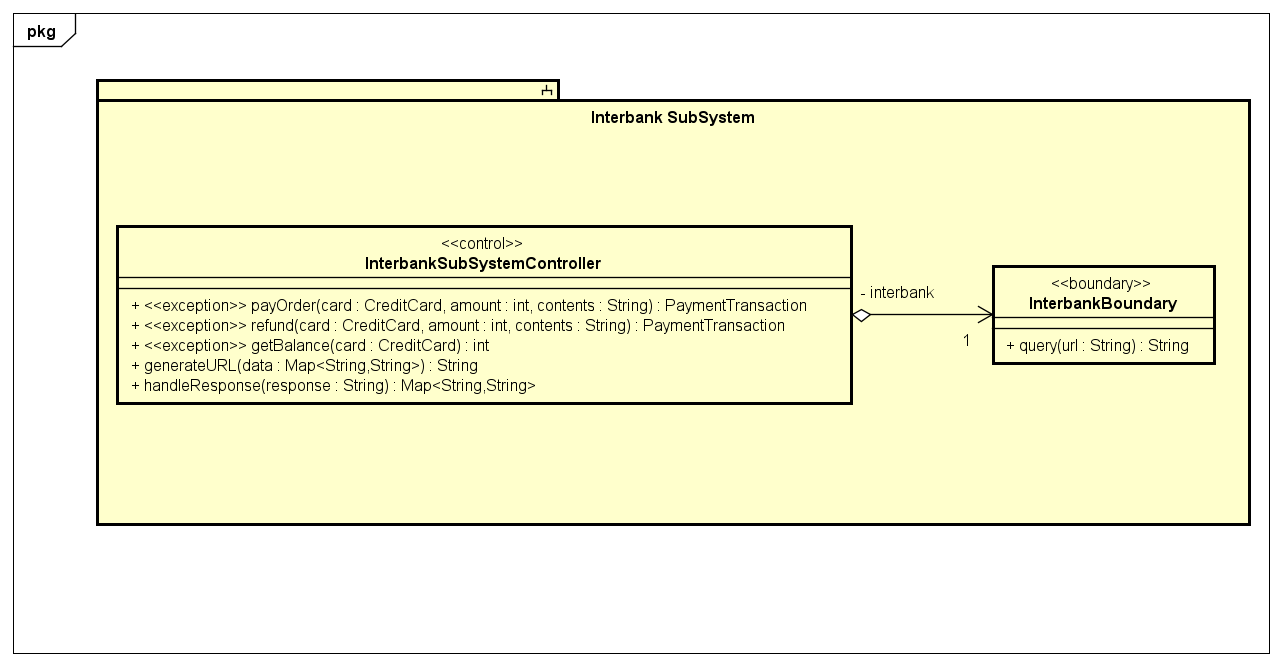 pkg
Interbank SubSystem
<<control>>
InterbankSubSystemController
+ <<exception>> payOrder(card : CreditCard, amount : int, contents : String) : PaymentTransaction
+ <<exception>> refund(card : CreditCard, amount : int, contents : String) : PaymentTransaction
+ <<exception>> getBalance(card : CreditCard) : int
+ generateURL(data : Map<String,String>) : String
+ handleResponse(response : String) : Map<String,String>
- interbank
1
<<boundary>>
InterbankBoundary
+ query(url : String) : String